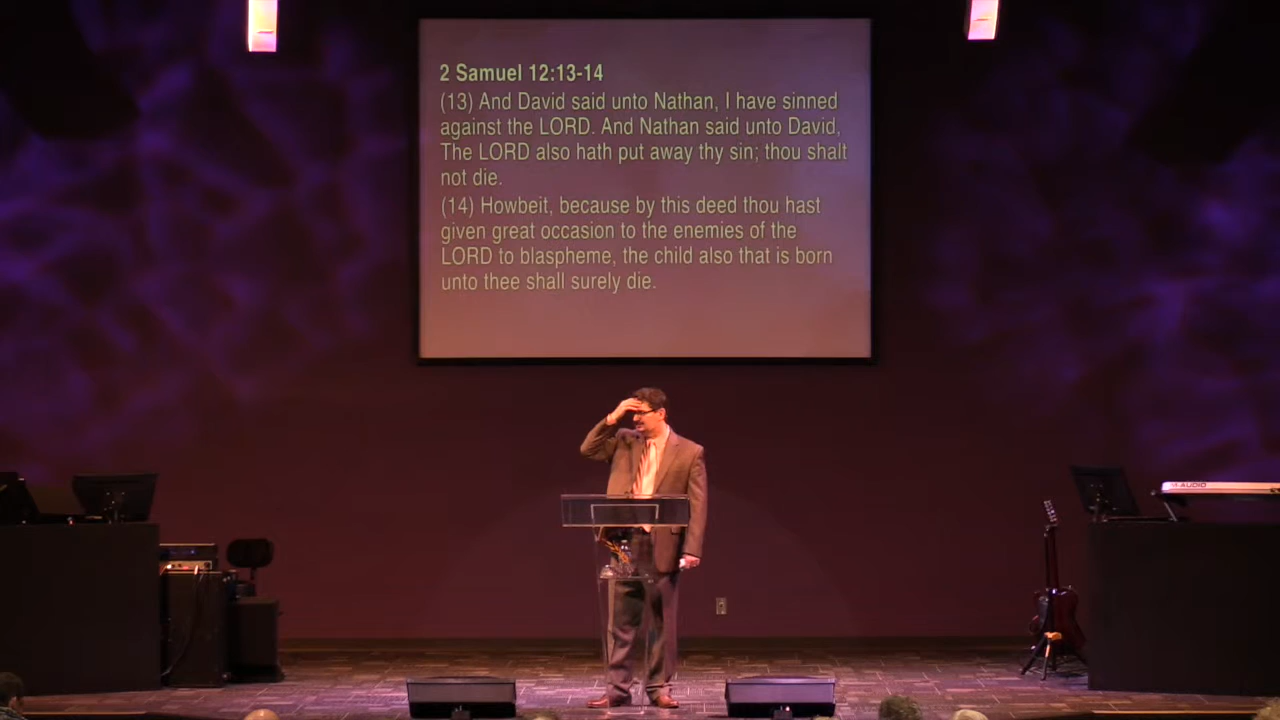 2 Samuel 12:13-14
(13) And David said unto Nathan, I have sinned
against the LORD. And Nathan said unto David,
The LORD also hath put away thy sin; thou shalt
not die.
(14) Howbeit, because by this deed thou hast
given great occasion to the enemies of the
LORD to blaspheme, the child also that is born
unto thee shall surely die.
M-AUDIO